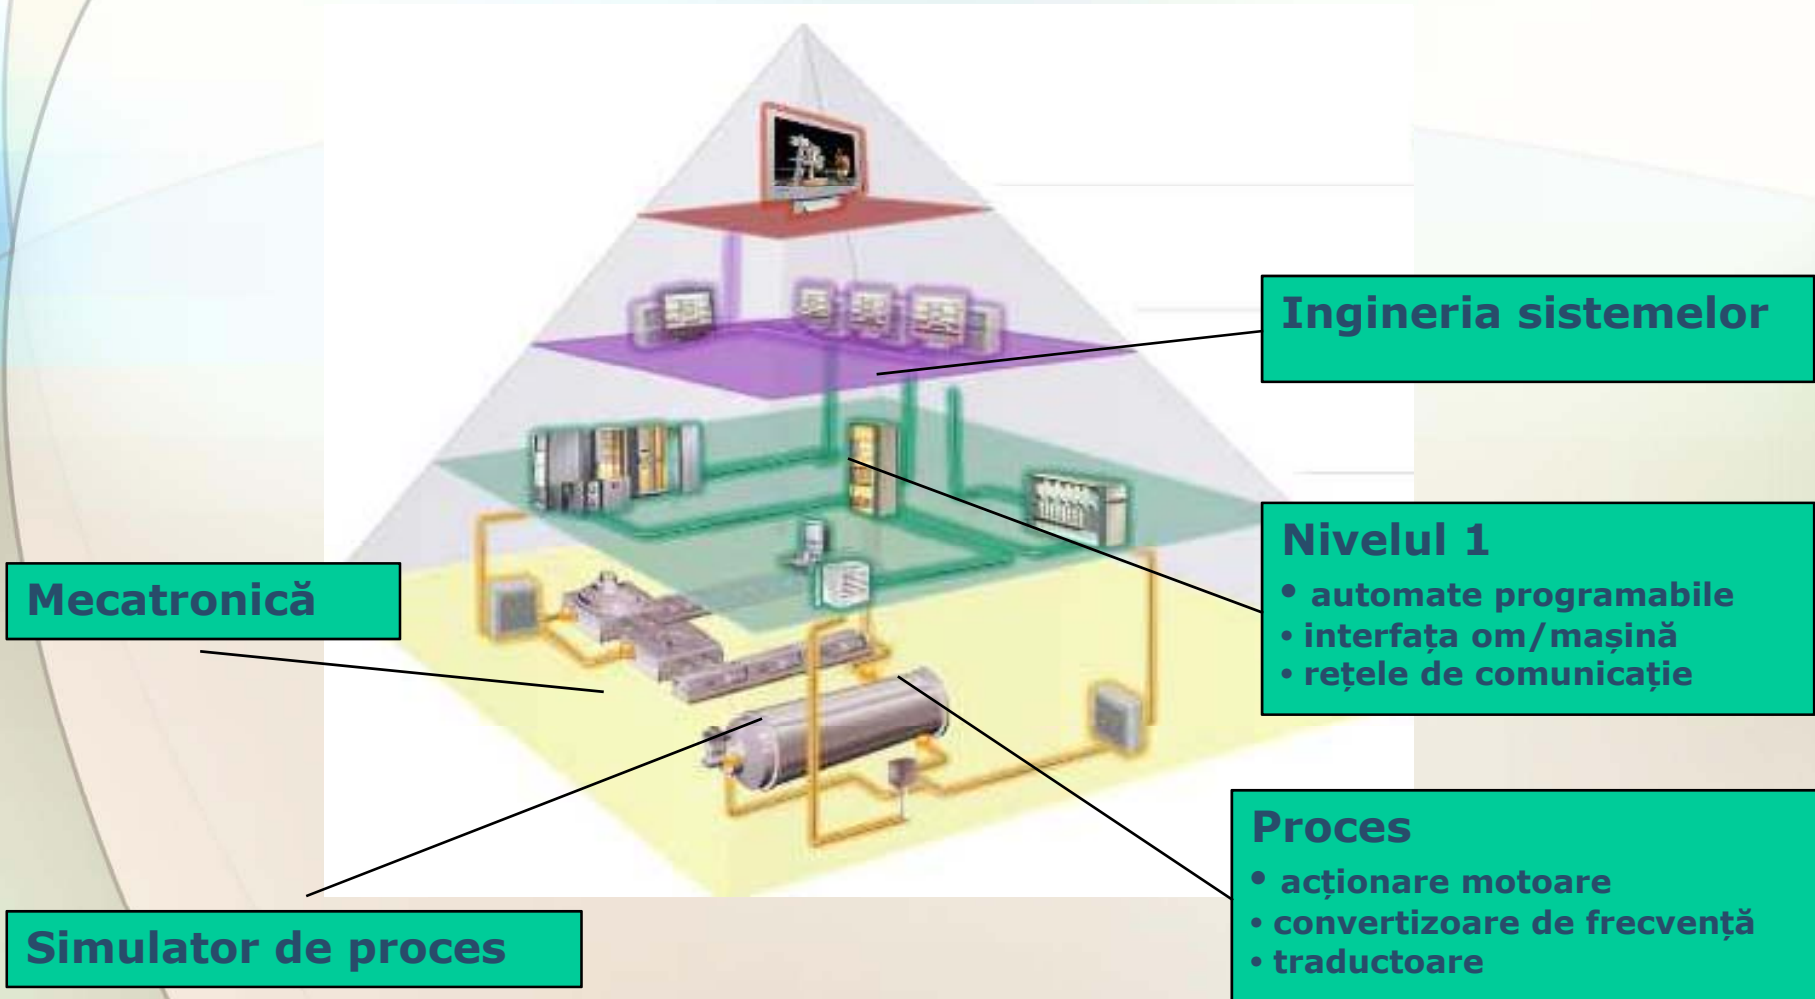 Ingineria sistemelor
Nivelul 1
• automate programabile
• interfața om/mașină
• rețele de comunicație
Mecatronică
Proces
• acționare motoare
• convertizoare de frecvență
• traductoare
Simulator de proces